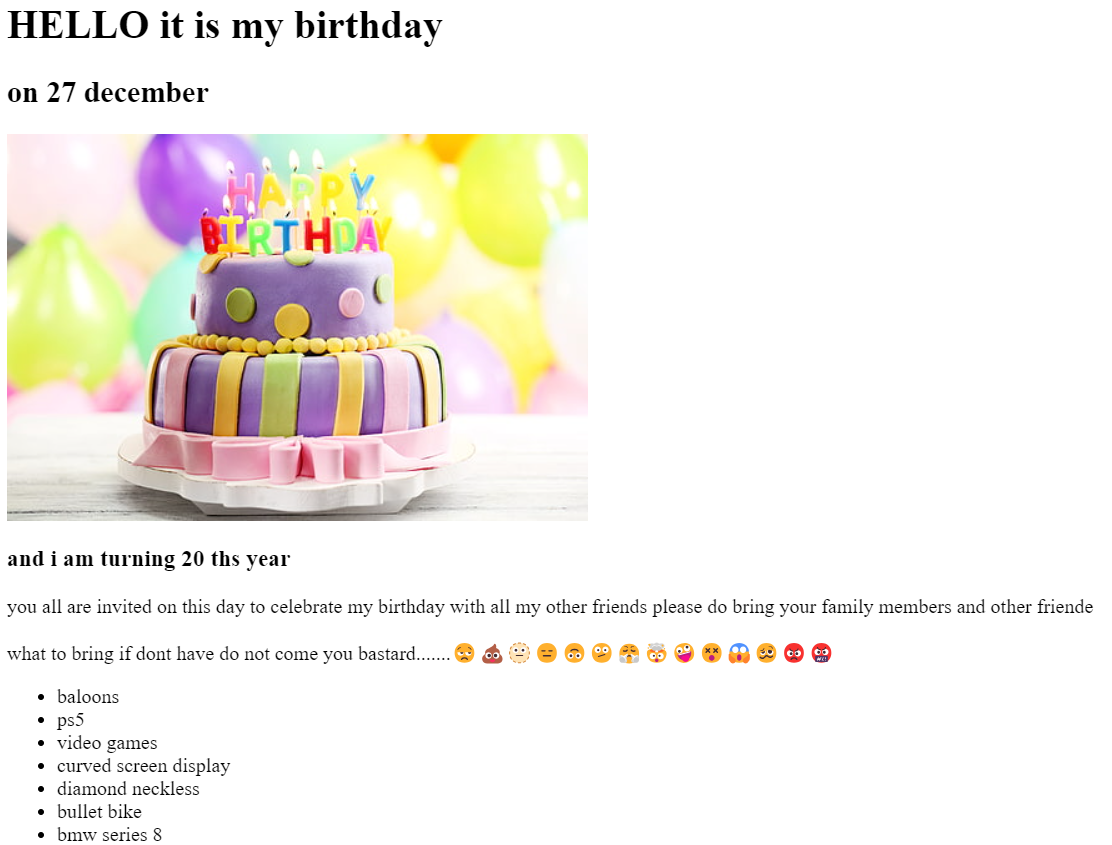 HELLO it is my birthday
on 27 december
HAPPY
BIRTHDAY
and i am turning 20 ths year
you all are invited on this day to celebrate my birthday with all my other friends please do bring your family members and other friende
what to bring if dont have do not come you bastard....... 😟 💩 🫥 😑 🙃 🫤 😮‍💨 🤯 🤪 😵 😱 🥴 😡 🤬
• baloons
• ps5
• video games
• curved screen display
• diamond neckless
• bullet bike
• bmw series 8